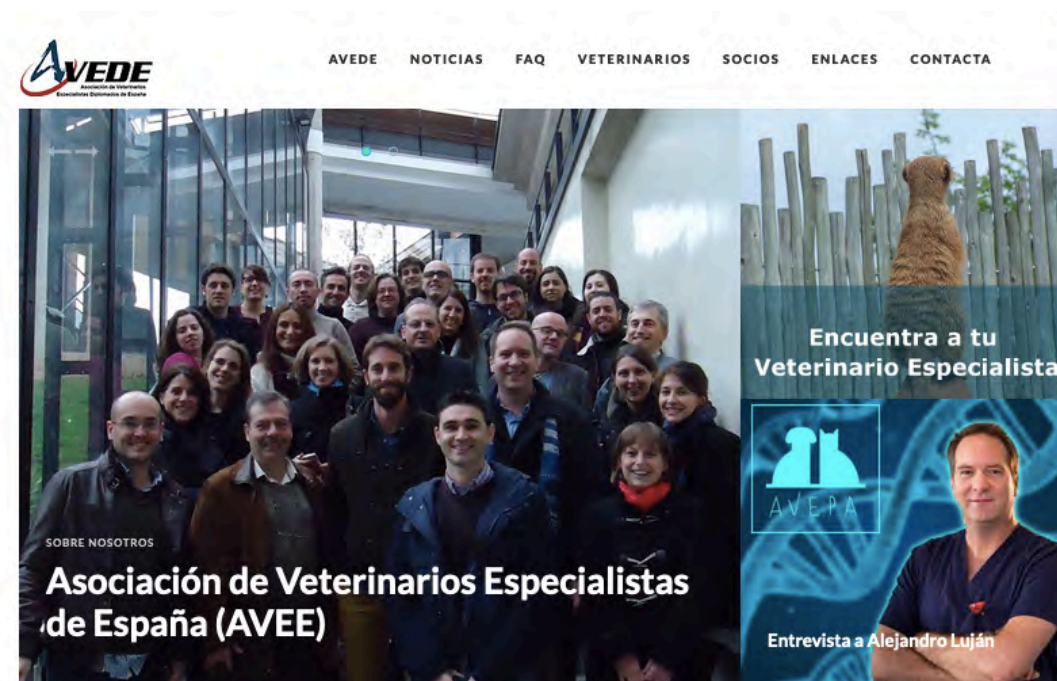 AVEDE
Asociación de Veterinarios
Especialistas Diplomados de España
AVEDE NOTICIAS FAQ VETERINARIOS SOCIOS ENLACES CONTACTA
Encuentra a tu
Veterinario Especialista
AVEPA
SOBRE NOSOTROS
Asociación de Veterinarios Especialistas
de España (AVEE)
Entrevista a Alejandro Luján